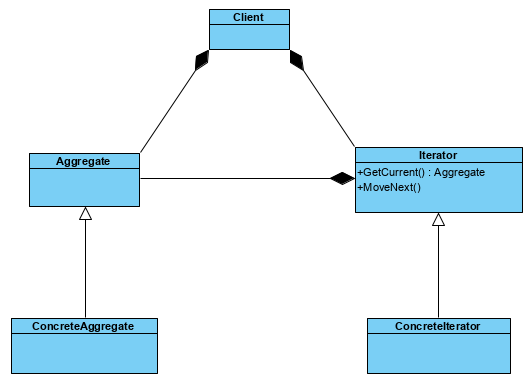 Client
Aggregate
Iterator
+GetCurrent() : Aggregate
+MoveNext()
ConcreteAggregate
ConcreteIterator